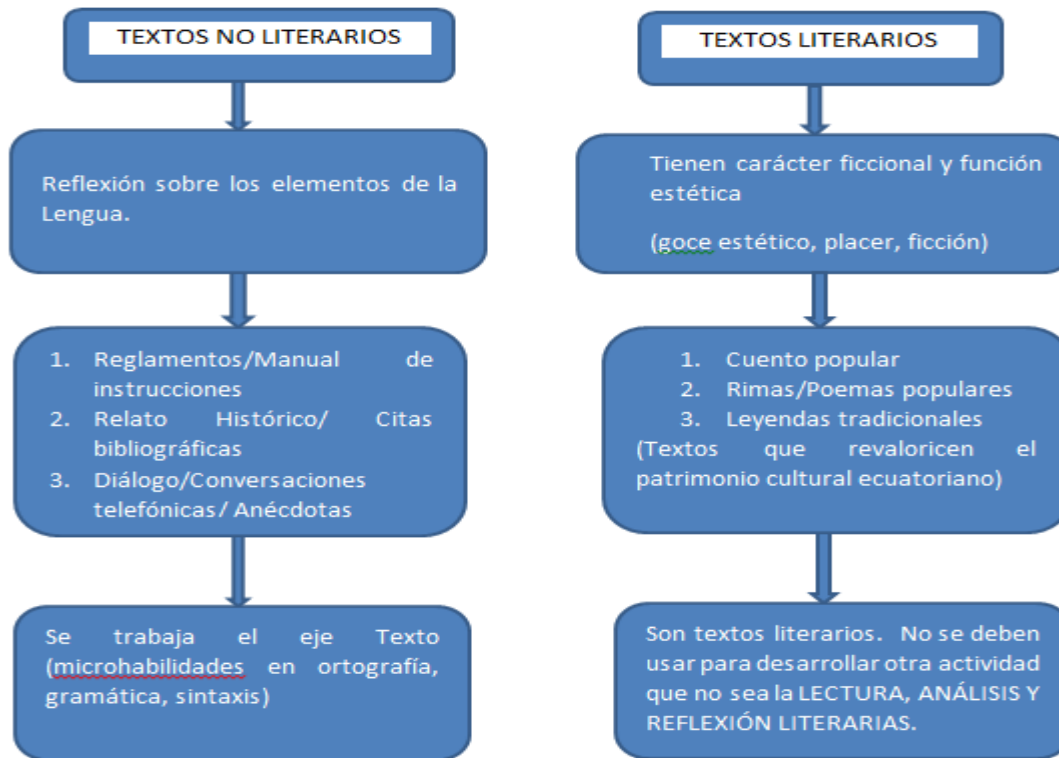 TEXTOS NO LITERARIOS
Reflexión sobre los elementos de la
Lengua.
1. Reglamentos/Manual de
instrucciones
2. Relato Histórico/ Citas
bibliográficas
3. Diálogo/Conversaciones
telefónicas/ Anécdotas
Se trabaja el eje Texto
(microhabilidades en ortografía,
gramática, sintaxis)
TEXTOS LITERARIOS
Tienen carácter ficcional y función
estética
(goce estético, placer, ficción)
1. Cuento popular
2. Rimas/Poemas populares
3. Leyendas tradicionales
(Textos que revaloricen el
patrimonio cultural ecuatoriano)
Son textos literarios. No se deben
usar para desarrollar otra actividad
que no sea la LECTURA, ANÁLISIS Y
REFLEXIÓN LITERARIAS.